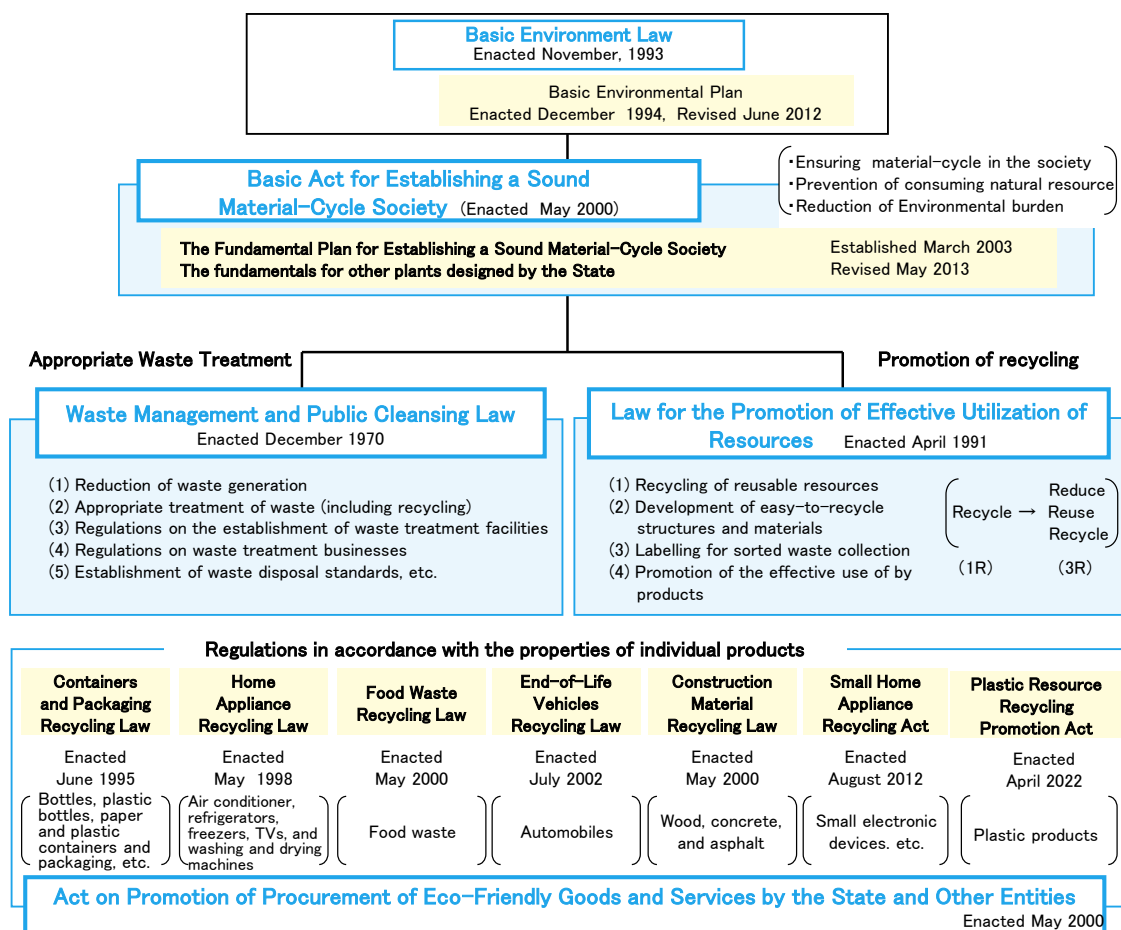 Basic Environment Law
Enacted November, 1993
Basic Environmental Plan
Enacted December 1994, Revised June 2012
Basic Act for Establishing a Sound
Material-Cycle Society (Enacted May 2000)
・Ensuring material-cycle in the society
・Prevention of consuming natural resource
・Reduction of Environmental burden
The Fundamental Plan for Establishing a Sound Material-Cycle Society
The fundamentals for other plants designed by the State
Established March 2003
Revised May 2013
Appropriate Waste Treatment
Promotion of recycling
Waste Management and Public Cleansing Law
Enacted December 1970
(1) Reduction of waste generation
(2) Appropriate treatment of waste (including recycling)
(3) Regulations on the establishment of waste treatment facilities
(4) Regulations on waste treatment businesses
(5) Establishment of waste disposal standards, etc.
Law for the Promotion of Effective Utilization of
Resources Enacted April 1991
(1) Recycling of reusable resources
(2) Development of easy-to-recycle
structures and materials
(3) Labelling for sorted waste collection
(4) Promotion of the effective use of by
products
Reduce
Recycle → Reuse
Recycle
(1R) (3R)
Regulations in accordance with the properties of individual products
Containers
and Packaging
Recycling Law
Enacted
June 1995
Bottles, plastic
bottles, paper
and plastic
containers and
packaging, etc.
Home
Appliance
Recycling Law
Enacted
May 1998
Air conditioner,
refrigerators,
freezers, TVs, and
washing and drying
machines
Food Waste
Recycling Law
Enacted
May 2000
Food waste
End-of-Life
Vehicles
Recycling Law
Enacted
July 2002
Automobiles
Construction
Material
Recycling Law
Enacted
May 2000
Wood, concrete,
and asphalt
Small Home
Appliance
Recycling Act
Enacted
August 2012
Small electronic
devices. etc.
Plastic Resource
Recycling
Promotion Act
Enacted
April 2022
Plastic products
Act on Promotion of Procurement of Eco-Friendly Goods and Services by the State and Other Entities
Enacted May 2000